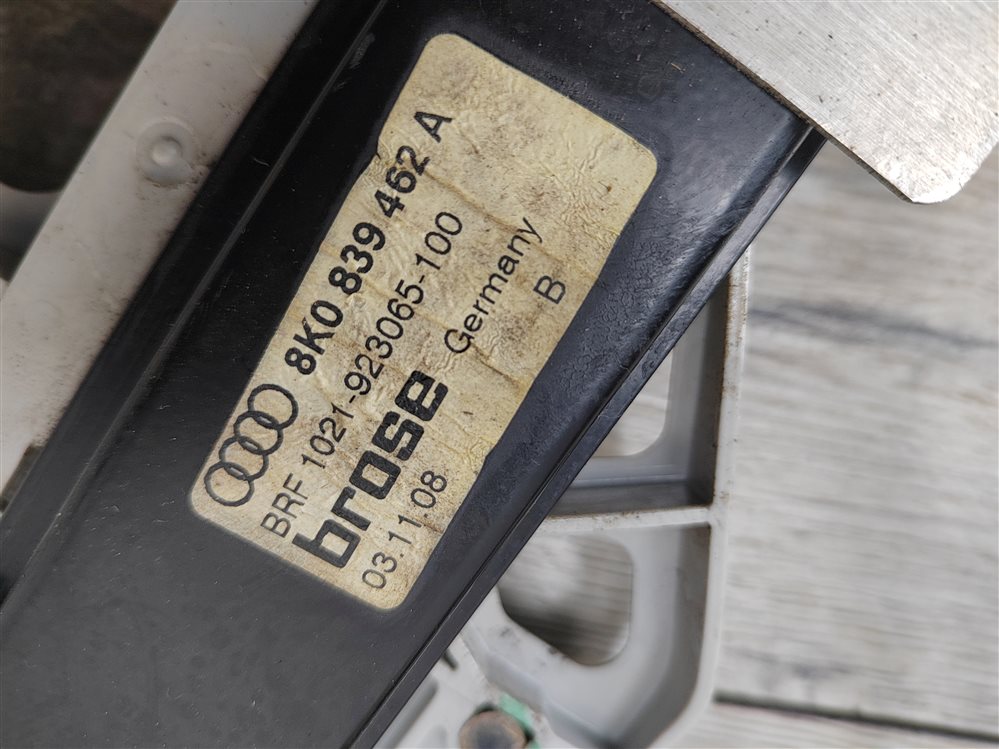 8K0 839 462 A
BRF 1021-923065-100
brose Germany
03.11.08 B